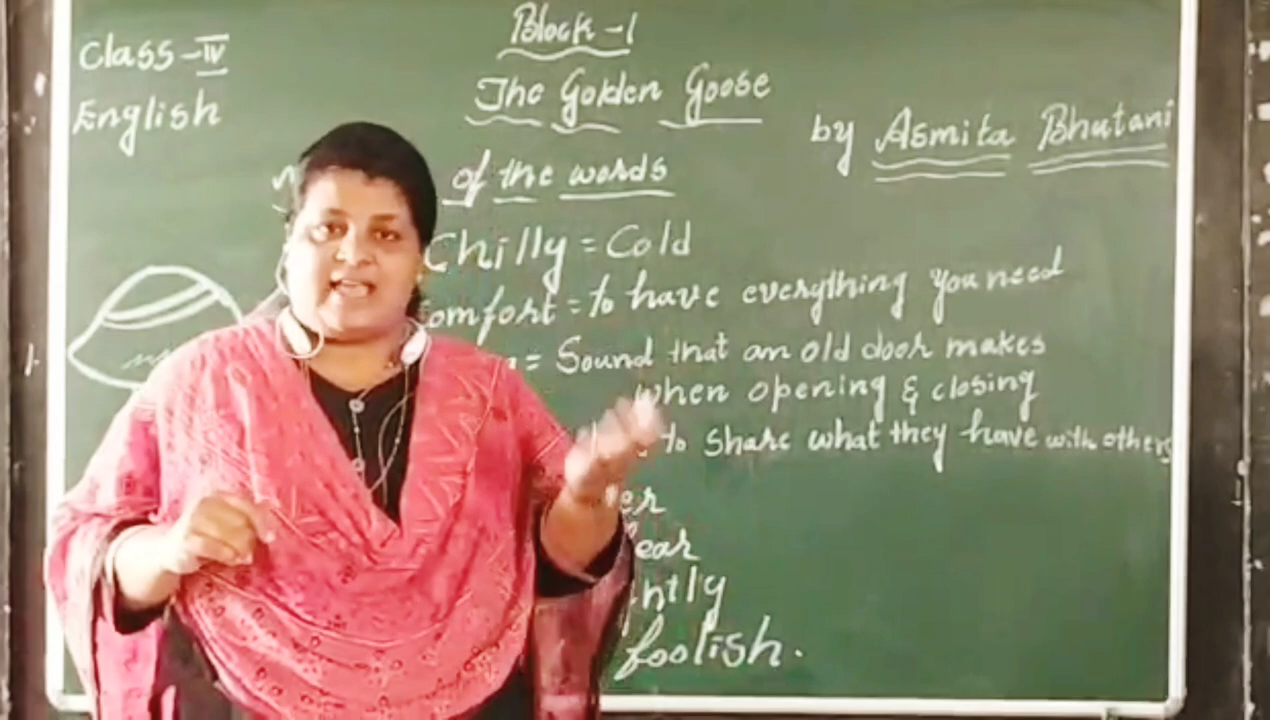 Class-IV
English
Block-1
The Golden Goose
by Asmita Bhutani
of the words
Chilly = Cold
omfort = to have everything you need
= Sound that an old door makes
when opening & closing
to share what they have with others
er
ear
ntly
foolish.